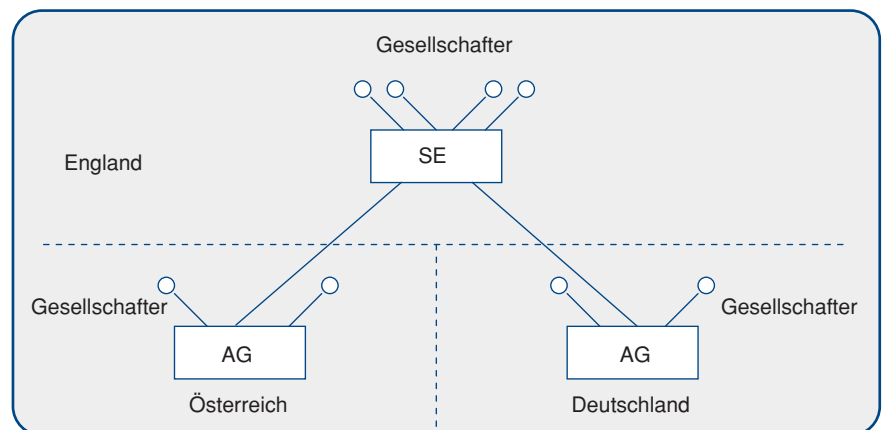 Gesellschafter
SE
England
Gesellschafter
Gesellschafter
AG
AG
Österreich
Deutschland